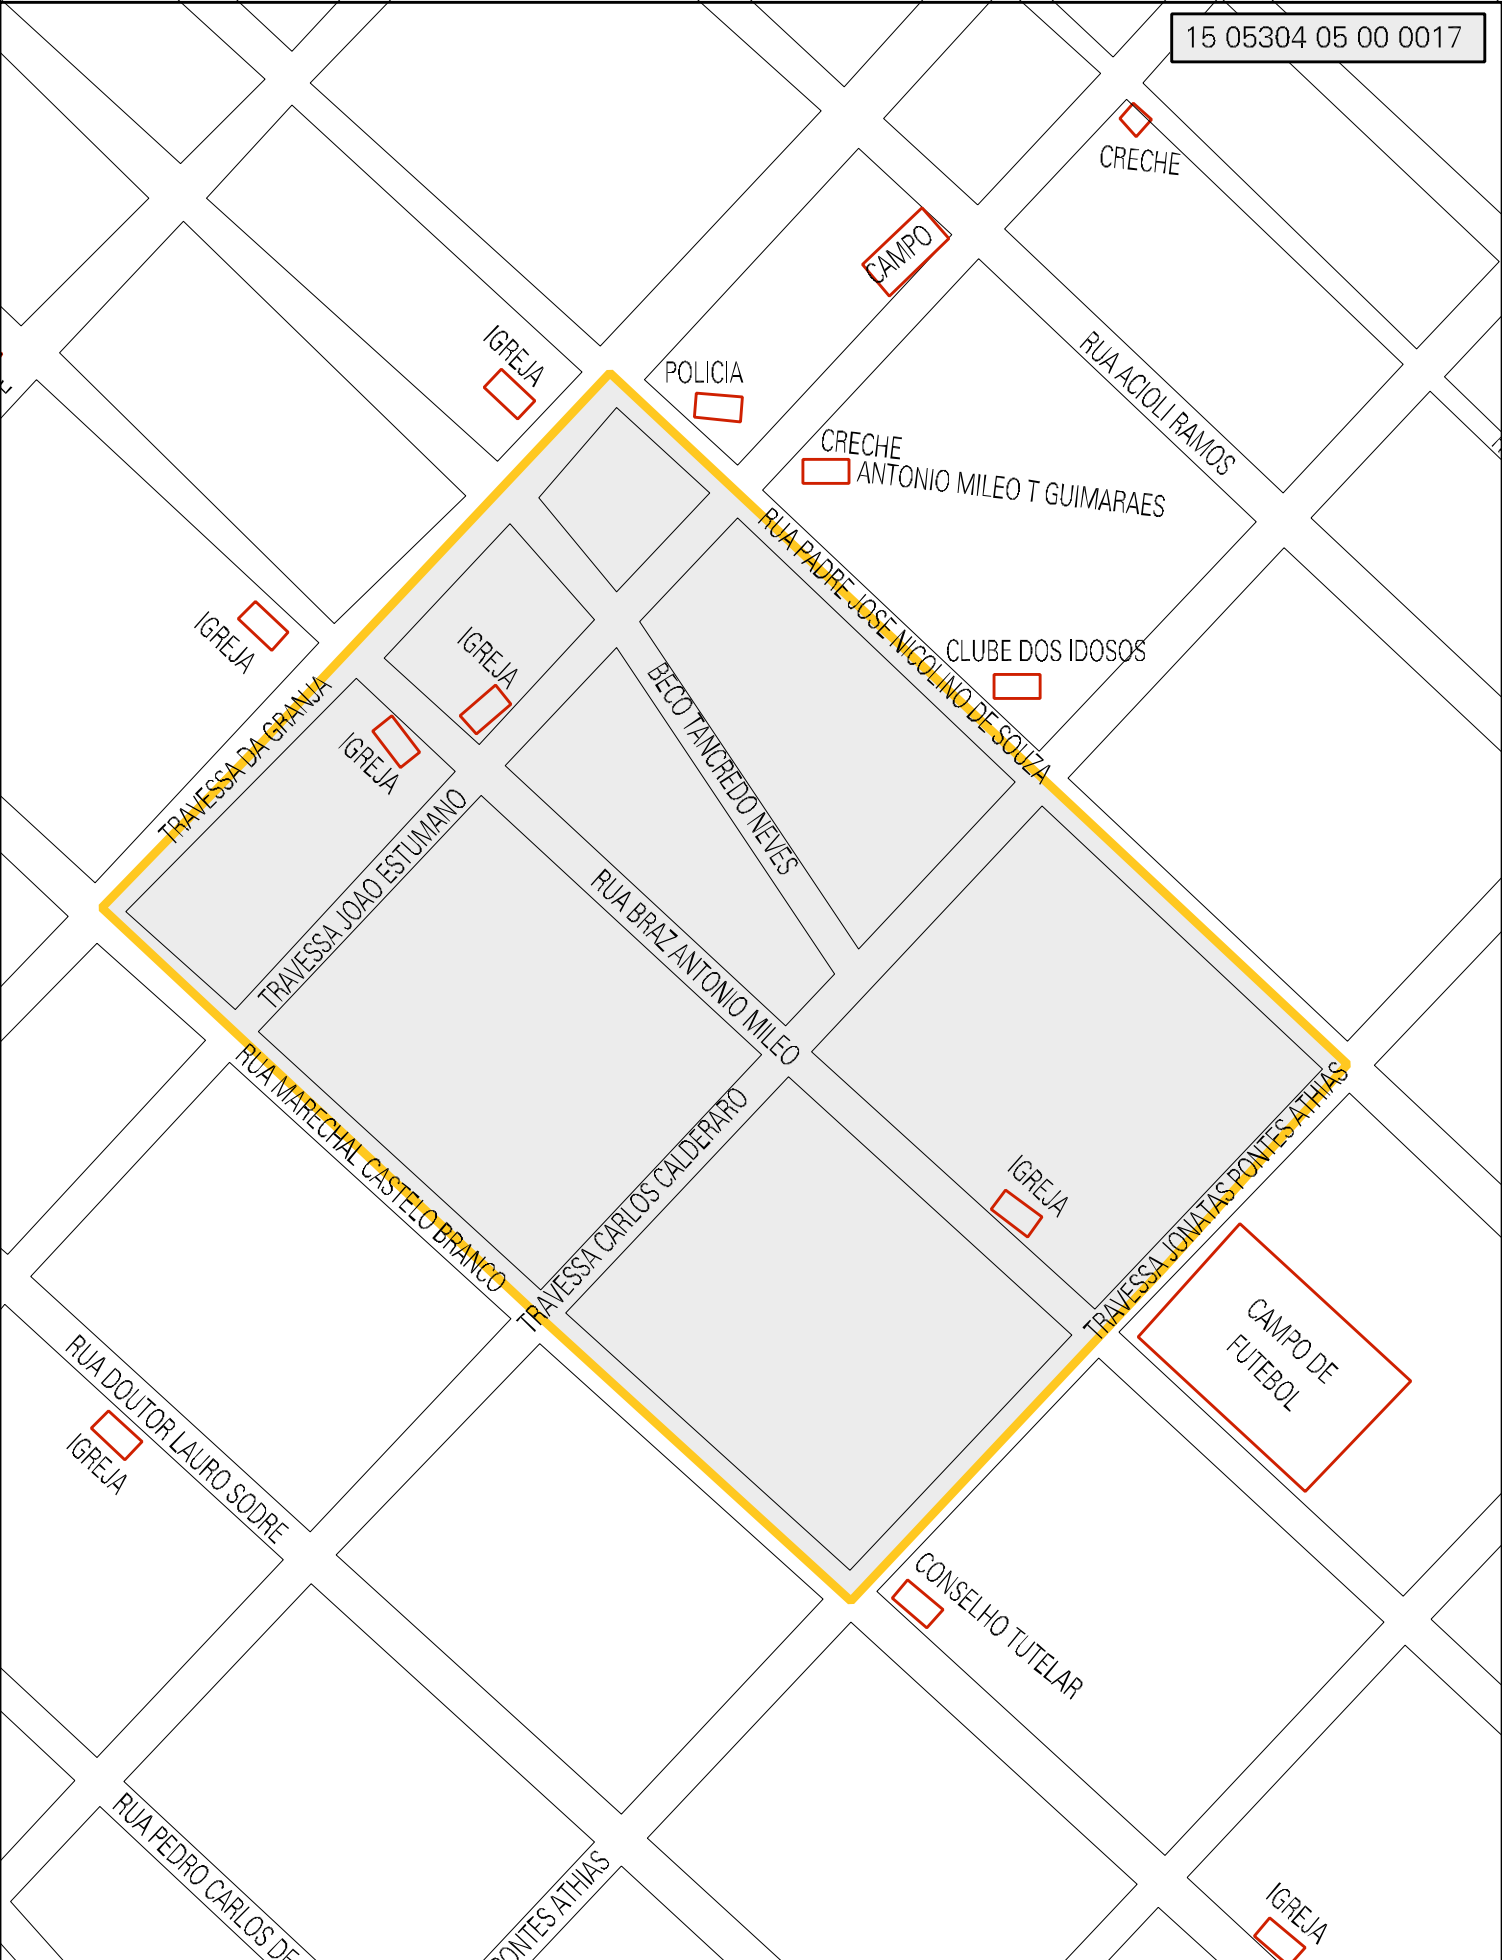 15 05304 05 00 0017
CRECHE
CAMPO
IGREJA
POLICIA
RUA ACIOLI RAMOS
CRECHE
ANTONIO MILEO T GUIMARAES
RUA PADRE JOSE NICOLINO DE SOUZA
IGREJA
IGREJA
CLUBE DOS IDOSOS
BECO TANCREDO NEVES
TRAVESSA DA GRANJA
IGREJA
TRAVESSA JOAO ESTUMANO
RUA BRAZ ANTONIO MILEO
RUA MARECHAL CASTELO BRANCO
TRAVESSA CARLOS CALDERARO
TRAVESSA JONATAS PONTES ATHIAS
IGREJA
CAMPO DE
FUTEBOL
RUA DOUTOR LAURO SODRE
IGREJA
CONSELHO TUTELAR
RUA PEDRO CARLOS DE
ONTES ATHIAS
IGREJA